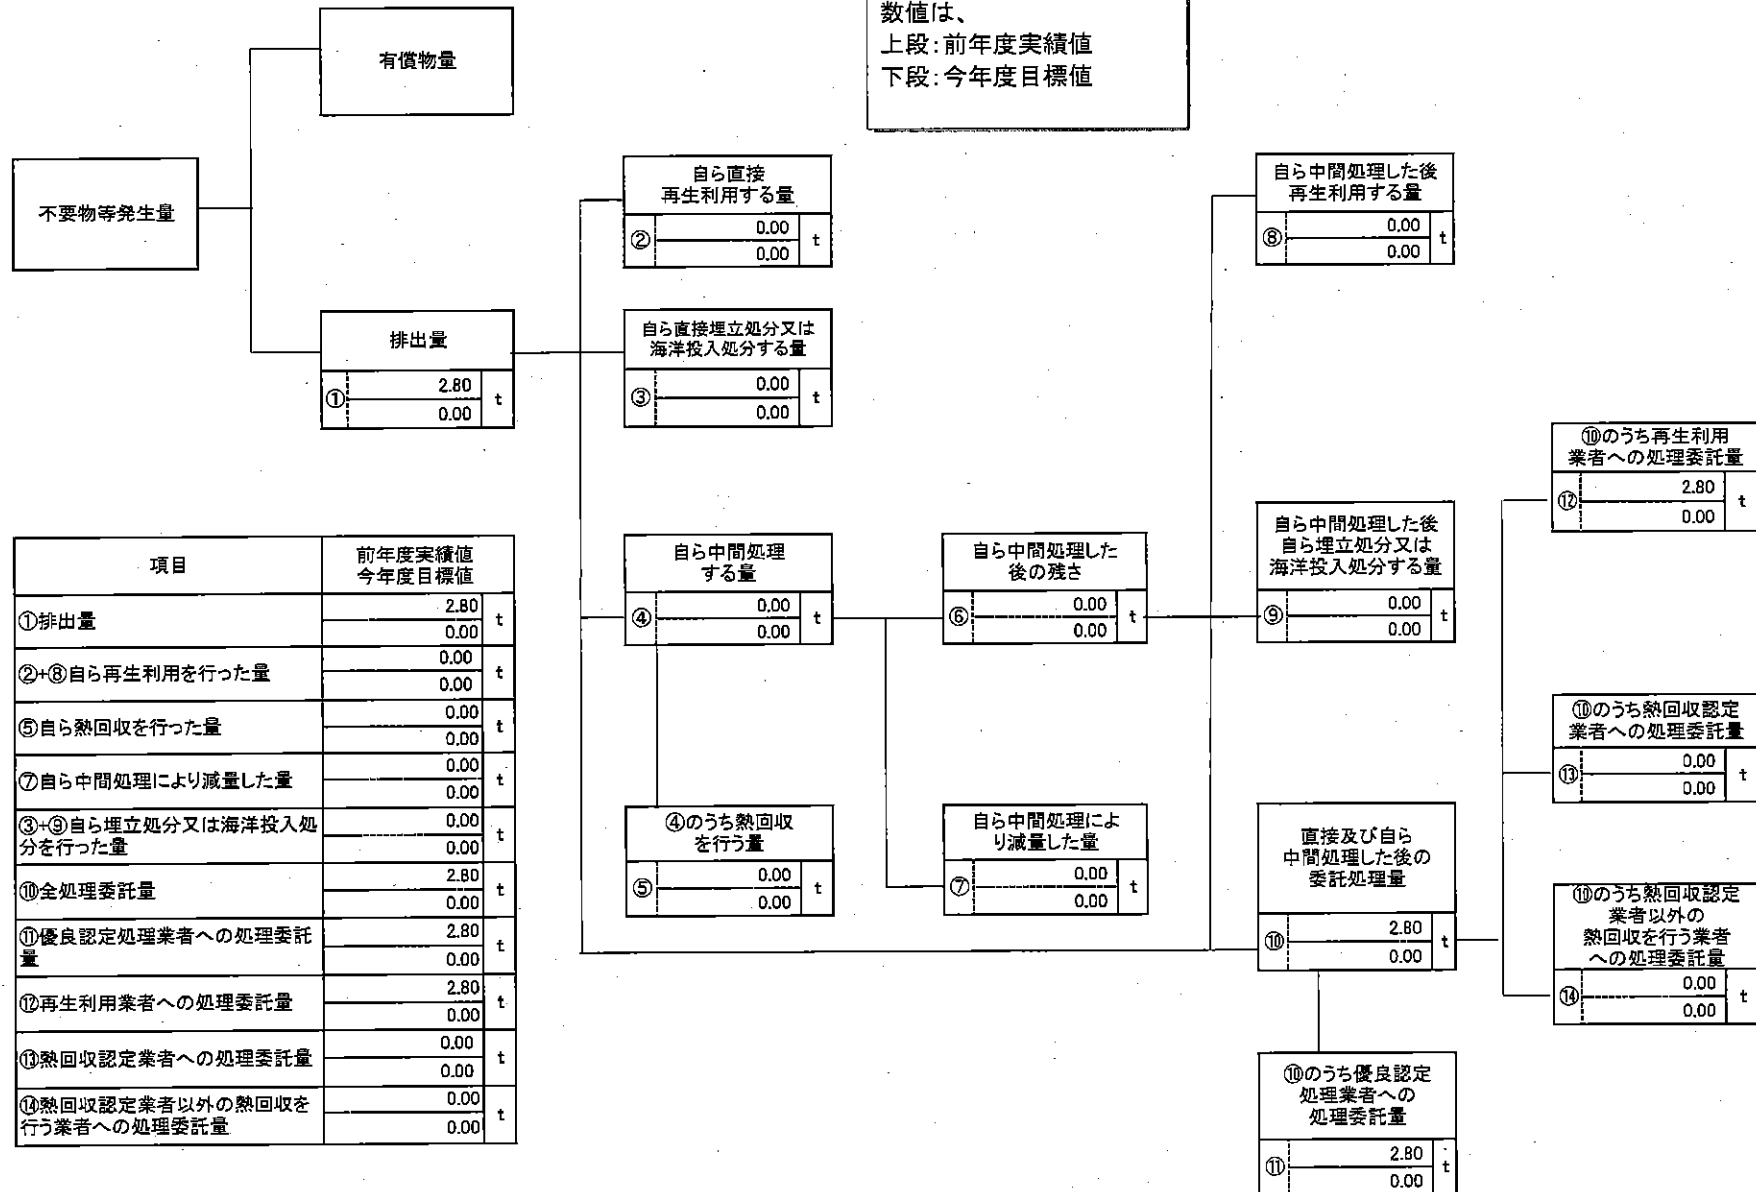 数値は、
上段：前年度実績値
下段：今年度目標値
有償物量
不要物等発生量
排出量
① 2.80 t
0.00
自ら直接
再生利用する量
② 0.00 t
0.00
自ら直接埋立処分又は
海洋投入処分する量
③ 0.00 t
0.00
自ら中間処理
する量
④ 0.00 t
0.00
④のうち熱回収
を行う量
⑤ 0.00 t
0.00
自ら中間処理した
後の残さ
⑥ 0.00 t
0.00
自ら中間処理によ
り減量した量
⑦ 0.00 t
0.00
自ら中間処理した後
再生利用する量
⑧ 0.00 t
0.00
自ら中間処理した後
自ら埋立処分又は
海洋投入処分する量
⑨ 0.00 t
0.00
直接及び自ら
中間処理した後の
委託処理量
⑩ 2.80 t
0.00
⑩のうち優良認定
処理業者への
処理委託量
⑪ 2.80 t
0.00
⑩のうち再生利用
業者への処理委託量
⑫ 2.80 t
0.00
⑩のうち熱回収認定
業者への処理委託量
⑬ 0.00 t
0.00
⑩のうち熱回収認定
業者以外の
熱回収を行う業者
への処理委託量
⑭ 0.00 t
0.00
項目 前年度実績値
今年度目標値
①排出量 2.80 t
0.00
②+⑧自ら再生利用を行った量 0.00 t
0.00
⑤自ら熱回収を行った量 0.00 t
0.00
⑦自ら中間処理により減量した量 0.00 t
0.00
③+⑨自ら埋立処分又は海洋投入処 0.00 t
分を行った量 0.00
⑩全処理委託量 2.80 t
0.00
⑪優良認定処理業者への処理委託 2.80 t
量 0.00
⑫再生利用業者への処理委託量 2.80 t
0.00
⑬熱回収認定業者への処理委託量 0.00 t
0.00
⑭熱回収認定業者以外の熱回収を 0.00 t
行う業者への処理委託量 0.00